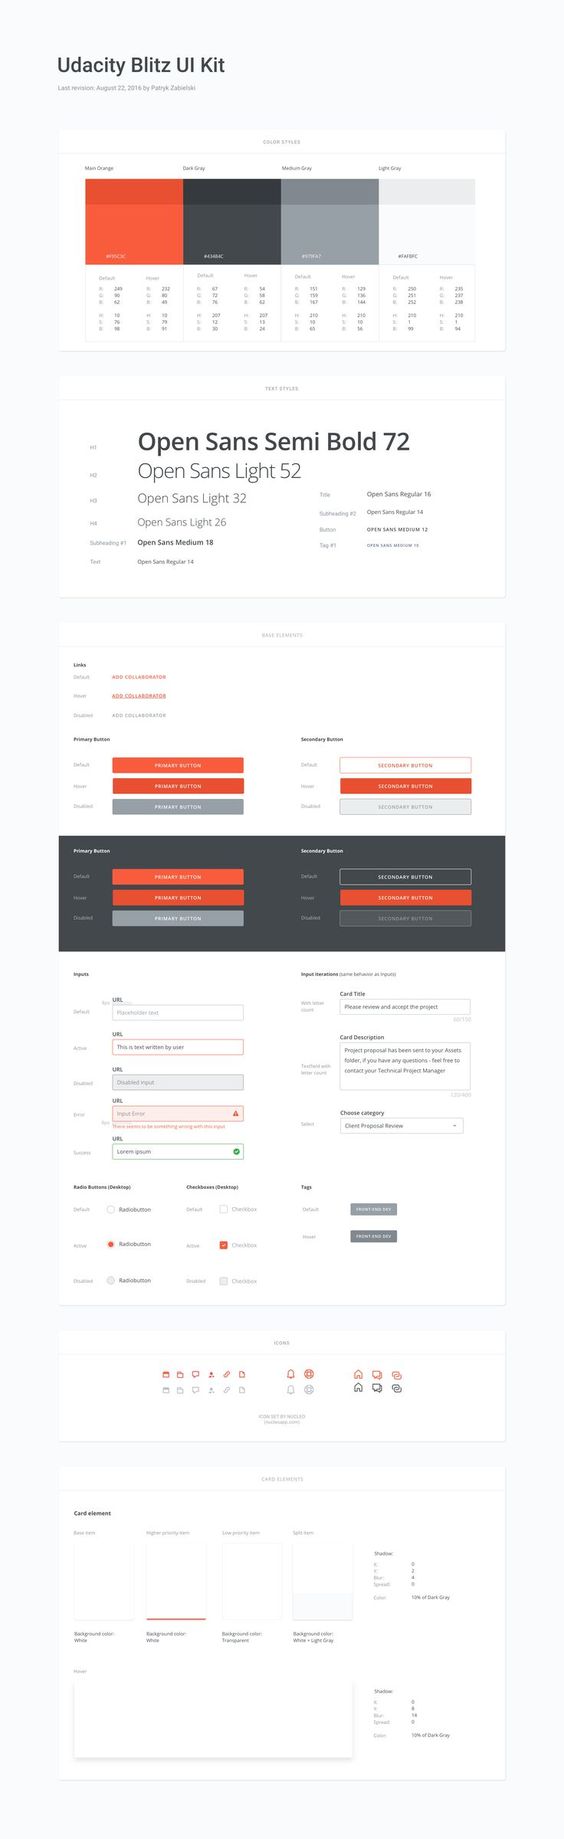 Udacity Blitz UI Kit
Last revision: August 22, 2016 by Patryk Zabielski
COLOR STYLES
Main Orange Dark Gray Medium Gray Light Gray
#F95C3C #43484C #979FA7 #FAFBFC
Default Hover Default Hover Default Hover Default Hover
R: 249 R: 232 R: 67 R: 54 R: 151 R: 129 R: 250 R: 235
G: 90 G: 80 G: 72 G: 58 G: 159 G: 136 G: 251 G: 237
B: 62 B: 49 B: 76 B: 62 B: 167 B: 144 B: 252 B: 238
H: 10 H: 10 H: 207 H: 207 H: 210 H: 210 H: 210 H: 210
S: 76 S: 79 S: 12 S: 13 S: 10 S: 10 S: 1 S: 1
B: 98 B: 91 B: 30 B: 24 B: 65 B: 56 B: 99 B: 94
TEXT STYLES
H1 Open Sans Semi Bold 72
H2 Open Sans Light 52
H3 Open Sans Light 32
Title Open Sans Regular 16
Subheading #2 Open Sans Regular 14
H4 Open Sans Light 26
Button OPEN SANS MEDIUM 12
Subheading #1 Open Sans Medium 18
Tag #1 OPEN SANS MEDIUM 10
Text Open Sans Regular 14
BASE ELEMENTS
Links
Default ADD COLLABORATOR
Hover ADD COLLABORATOR
Disabled ADD COLLABORATOR
Primary Button Secondary Button
Default PRIMARY BUTTON Default SECONDARY BUTTON
Hover PRIMARY BUTTON Hover SECONDARY BUTTON
Disabled PRIMARY BUTTON Disabled SECONDARY BUTTON
Primary Button Secondary Button
Default PRIMARY BUTTON Default SECONDARY BUTTON
Hover PRIMARY BUTTON Hover SECONDARY BUTTON
Disabled PRIMARY BUTTON Disabled SECONDARY BUTTON
Inputs
URL
Default Placeholder text
URL
Active This is text written by user
URL
Disabled Disabled input
URL
Error Input Error
There seems to be something wrong with this input
URL
Success Lorem ipsum
Input iterations (same behavior as Inputs)
Card Title
With letter
count
Please review and accept the project
60/150
Card Description
Textfield with
letter count
Project proposal has been sent to your Assets
folder, if you have any questions - feel free to
contact your Technical Project Manager
120/400
Choose category
Select Client Proposal Review
Radio Buttons (Desktop) Checkboxes (Desktop) Tags
Default Radiobutton Default Checkbox Default FRONT-END DEV
Active Radiobutton Active Checkbox Hover FRONT-END DEV
Disabled Radiobutton Disabled Checkbox
ICONS
ICON SET BY NUCLEO
(nucleoapp.com)
CARD ELEMENTS
Card element
Base item Higher priority item Low priority item Split item
Shadow:
X: 0
Y: 2
Blur: 4
Spread: 0
Color: 10% of Dark Gray
Background color: Background color: Background color: Background color:
White White Transparent White + Light Gray
Hover
Shadow:
X: 0
Y: 8
Blur: 14
Spread: 0
Color: 10% of Dark Gray